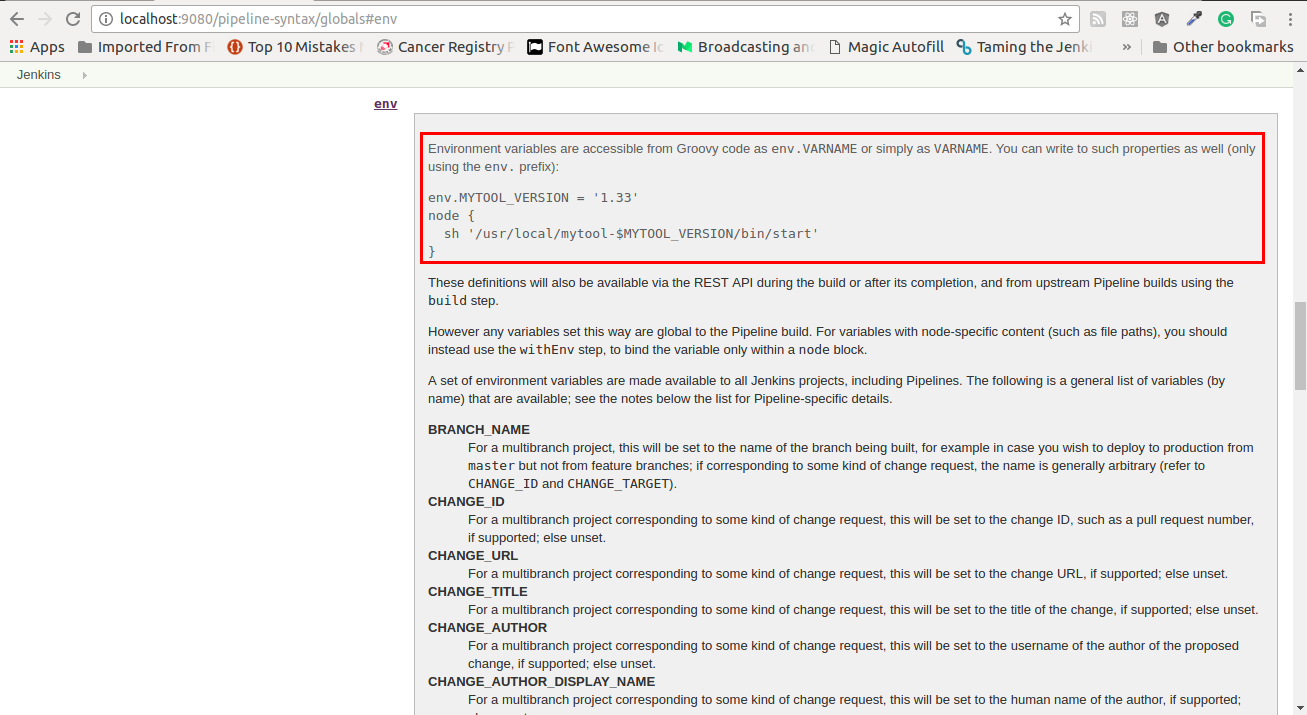 localhost:9080/pipeline-syntax/globals#env
Apps Imported From Top 10 Mistakes Cancer Registry Font Awesome Broadcasting Magic Autofill Taming the » Other bookmarks
Jenkins
env
Environment variables are accessible from Groovy code as env.VARNAME or simply as VARNAME. You can write to such properties as well (only
using the env. prefix):
env.MYTOOL_VERSION = '1.33'
node {
  sh '/usr/local/mytool-$MYTOOL_VERSION/bin/start'
}
These definitions will also be available via the REST API during the build or after its completion, and from upstream Pipeline builds using the
build step.
However any variables set this way are global to the Pipeline build. For variables with node-specific content (such as file paths), you should
instead use the withEnv step, to bind the variable only within a node block.
A set of environment variables are made available to all Jenkins projects, including Pipelines. The following is a general list of variables (by
name) that are available; see the notes below the list for Pipeline-specific details.
BRANCH_NAME
For a multibranch project, this will be set to the name of the branch being built, for example in case you wish to deploy to production from
master but not from feature branches; if corresponding to some kind of change request, the name is generally arbitrary (refer to
CHANGE_ID and CHANGE_TARGET).
CHANGE_ID
For a multibranch project corresponding to some kind of change request, this will be set to the change ID, such as a pull request number,
if supported; else unset.
CHANGE_URL
For a multibranch project corresponding to some kind of change request, this will be set to the change URL, if supported; else unset.
CHANGE_TITLE
For a multibranch project corresponding to some kind of change request, this will be set to the title of the change, if supported; else unset.
CHANGE_AUTHOR
For a multibranch project corresponding to some kind of change request, this will be set to the username of the author of the proposed
change, if supported; else unset.
CHANGE_AUTHOR_DISPLAY_NAME
For a multibranch project corresponding to some kind of change request, this will be set to the human name of the author, if supported;